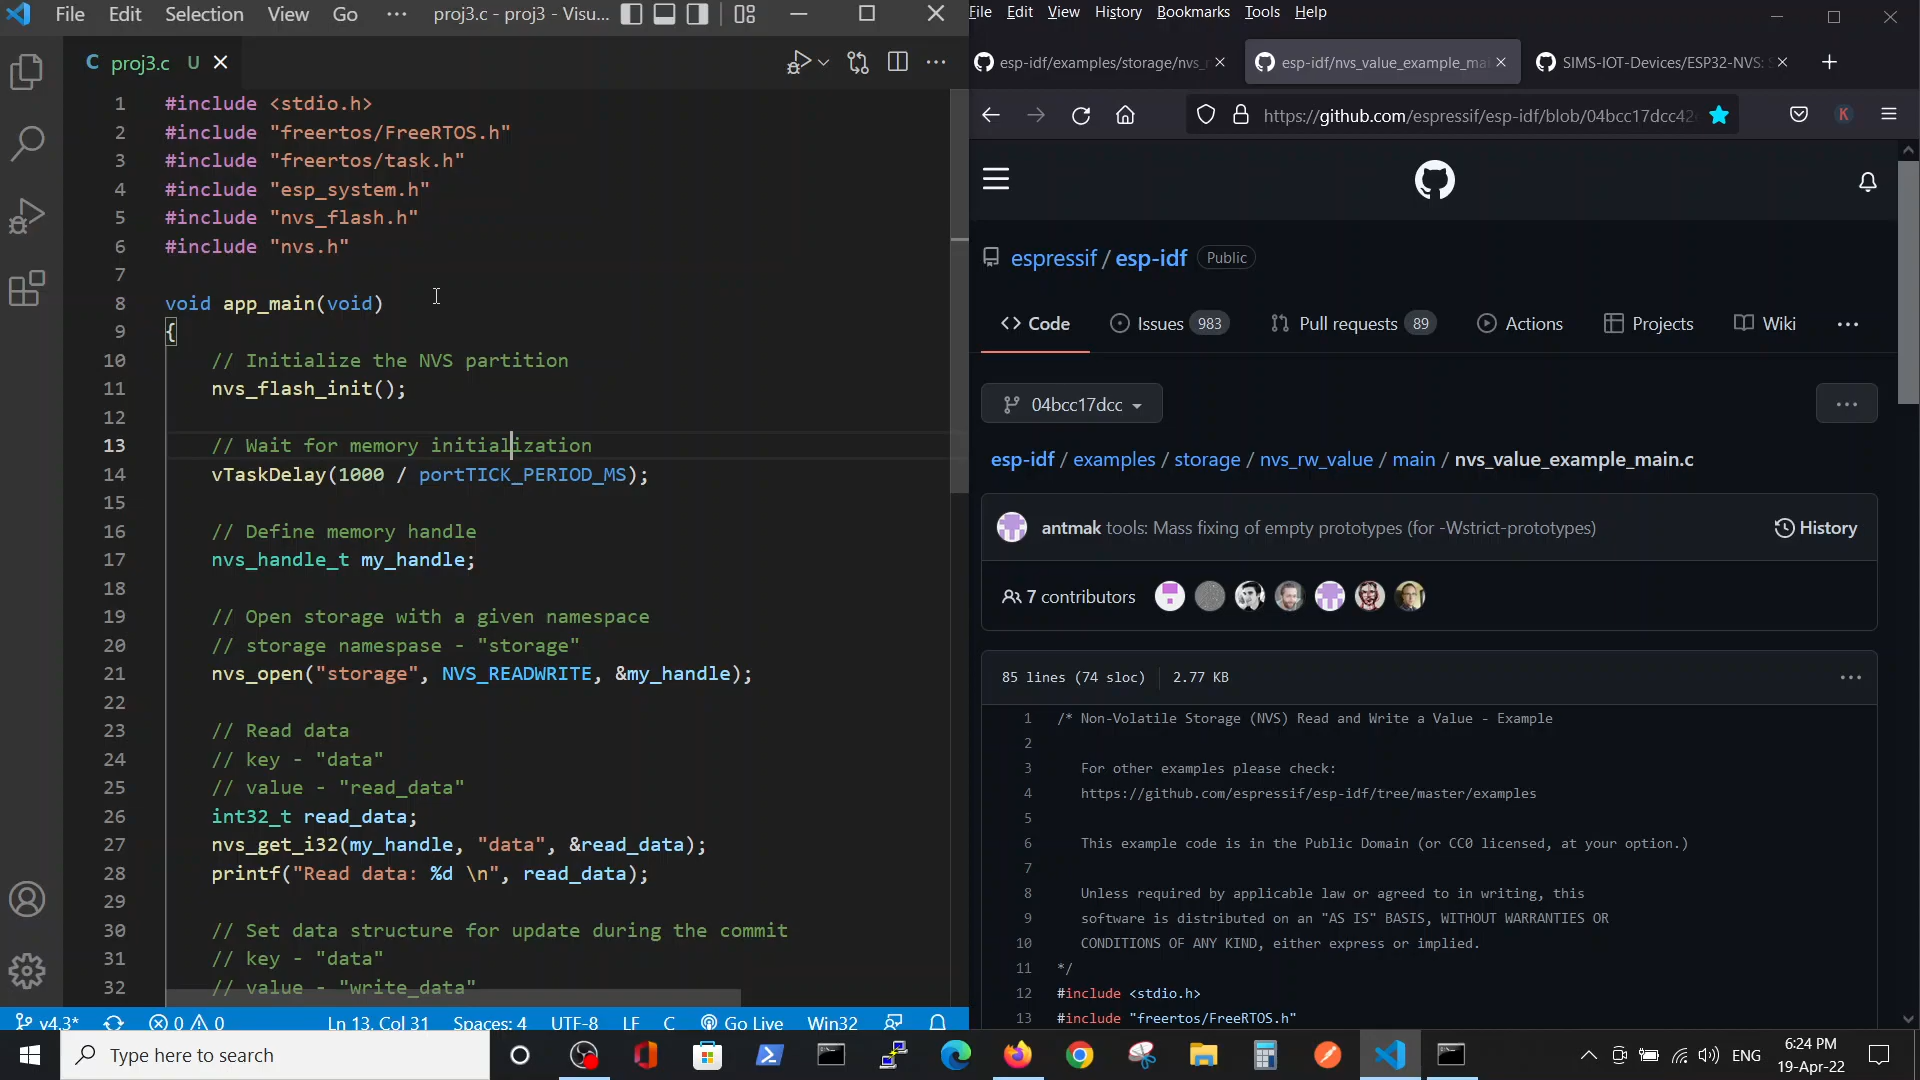 File Edit Selection View Go ··· proj3.c - proj3 - Visu...
C proj3.c U
1 #include <stdio.h>
2 #include "freertos/FreeRTOS.h"
3 #include "freertos/task.h"
4 #include "esp_system.h"
5 #include "nvs_flash.h"
6 #include "nvs.h"
7
8 void app_main(void)
9 {
10 // Initialize the NVS partition
11 nvs_flash_init();
12
13 // Wait for memory initialization
14 vTaskDelay(1000 / portTICK_PERIOD_MS);
15
16 // Define memory handle
17 nvs_handle_t my_handle;
18
19 // Open storage with a given namespace
20 // storage namespase - "storage"
21 nvs_open("storage", NVS_READWRITE, &my_handle);
22
23 // Read data
24 // key - "data"
25 // value - "read_data"
26 int32_t read_data;
27 nvs_get_i32(my_handle, "data", &read_data);
28 printf("Read data: %d \n", read_data);
29
30 // Set data structure for update during the commit
31 // key - "data"
32 // value - "write_data"
v4.3* 0 0 Ln 13, Col 31 Spaces: 4 UTF-8 LF C Go Live Win32
File Edit View History Bookmarks Tools Help
esp-idf/examples/storage/nvs_ esp-idf/nvs_value_example_ma SIMS-IOT-Devices/ESP32-NVS:
https://github.com/espressif/esp-idf/blob/04bcc17dcc42
K
espressif / esp-idf Public
Code Issues 983 Pull requests 89 Actions Projects Wiki ···
04bcc17dcc ···
esp-idf / examples / storage / nvs_rw_value / main / nvs_value_example_main.c
antmak tools: Mass fixing of empty prototypes (for -Wstrict-prototypes) History
7 contributors
85 lines (74 sloc) 2.77 KB ···
1 /* Non-Volatile Storage (NVS) Read and Write a Value - Example
2
3 For other examples please check:
4 https://github.com/espressif/esp-idf/tree/master/examples
5
6 This example code is in the Public Domain (or CC0 licensed, at your option.)
7
8 Unless required by applicable law or agreed to in writing, this
9 software is distributed on an "AS IS" BASIS, WITHOUT WARRANTIES OR
10 CONDITIONS OF ANY KIND, either express or implied.
11 */
12 #include <stdio.h>
13 #include "freertos/FreeRTOS.h"
Type here to search ENG 6:24 PM
19-Apr-22